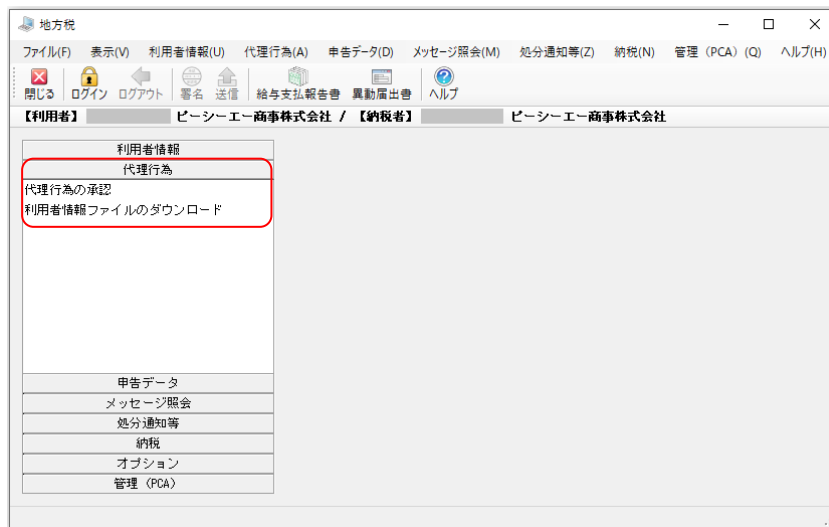 地方税
ファイル(F) 表示(V) 利用者情報(U) 代理行為(A) 申告データ(D) メッセージ照会(M) 処分通知等(Z) 納税(N) 管理（PCA）(Q) ヘルプ(H)
閉じる ログイン ログアウト 署名 送信 給与支払報告書 異動届出書 ヘルプ
【利用者】 ピーシーエー商事株式会社 / 【納税者】 ピーシーエー商事株式会社
利用者情報
代理行為
代理行為の承認
利用者情報ファイルのダウンロード
申告データ
メッセージ照会
処分通知等
納税
オプション
管理（PCA）